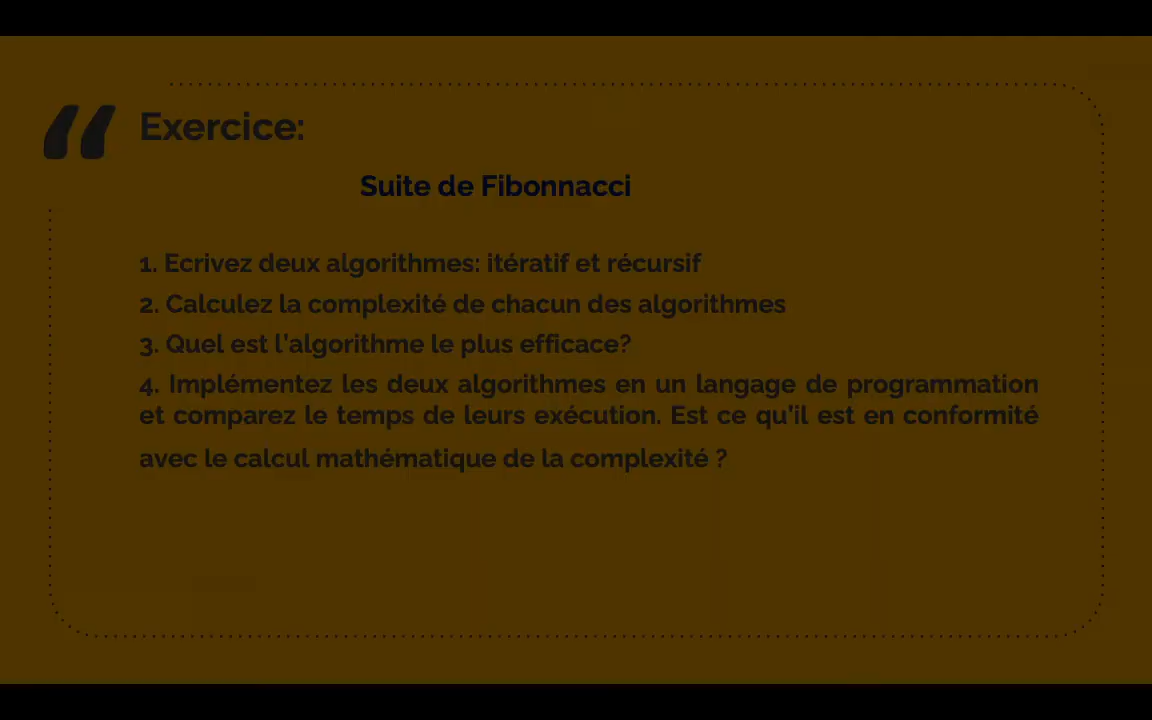 “ Exercice:
Suite de Fibonnacci
1. Ecrivez deux algorithmes: itératif et récursif
2. Calculez la complexité de chacun des algorithmes
3. Quel est l’algorithme le plus efficace?
4. Implémentez les deux algorithmes en un langage de programmation
et comparez le temps de leurs exécution. Est ce qu’il est en conformité
avec le calcul mathématique de la complexité ?